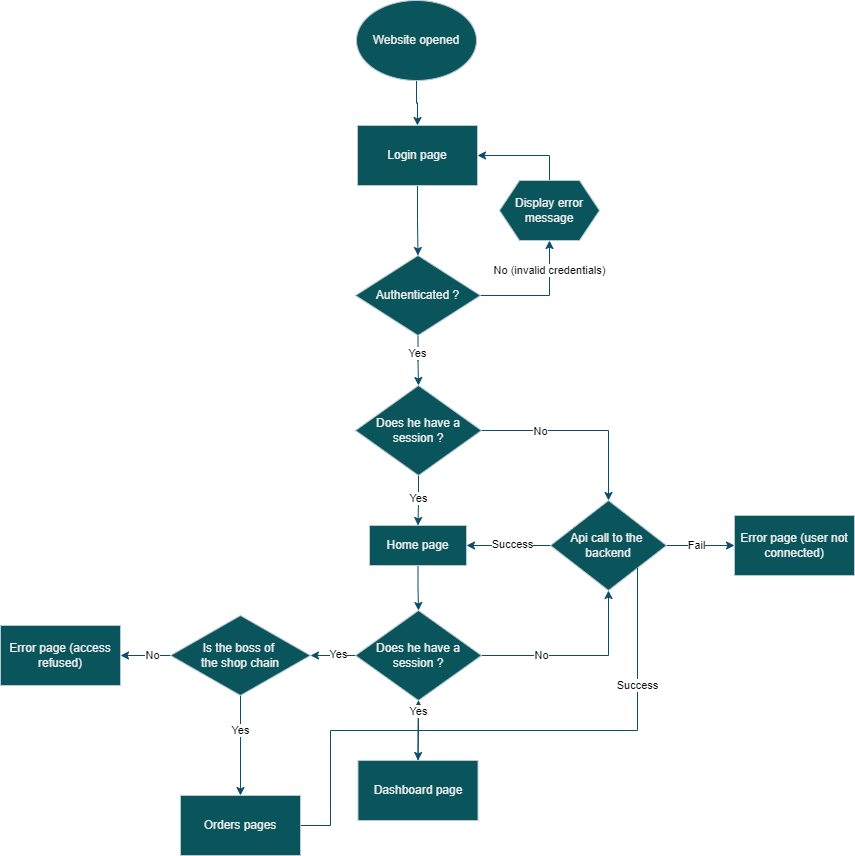 Website opened
Login page
Display error
message
No (invalid credentials)
Authenticated ?
Yes
Does he have a
session ?
No
Yes
Home page
Success
Api call to the
backend
Fail
Error page (user not
connected)
Error page (access
refused)
No
Is the boss of
the shop chain
Yes
Does he have a
session ?
No
Success
Yes
Yes
Dashboard page
Orders pages